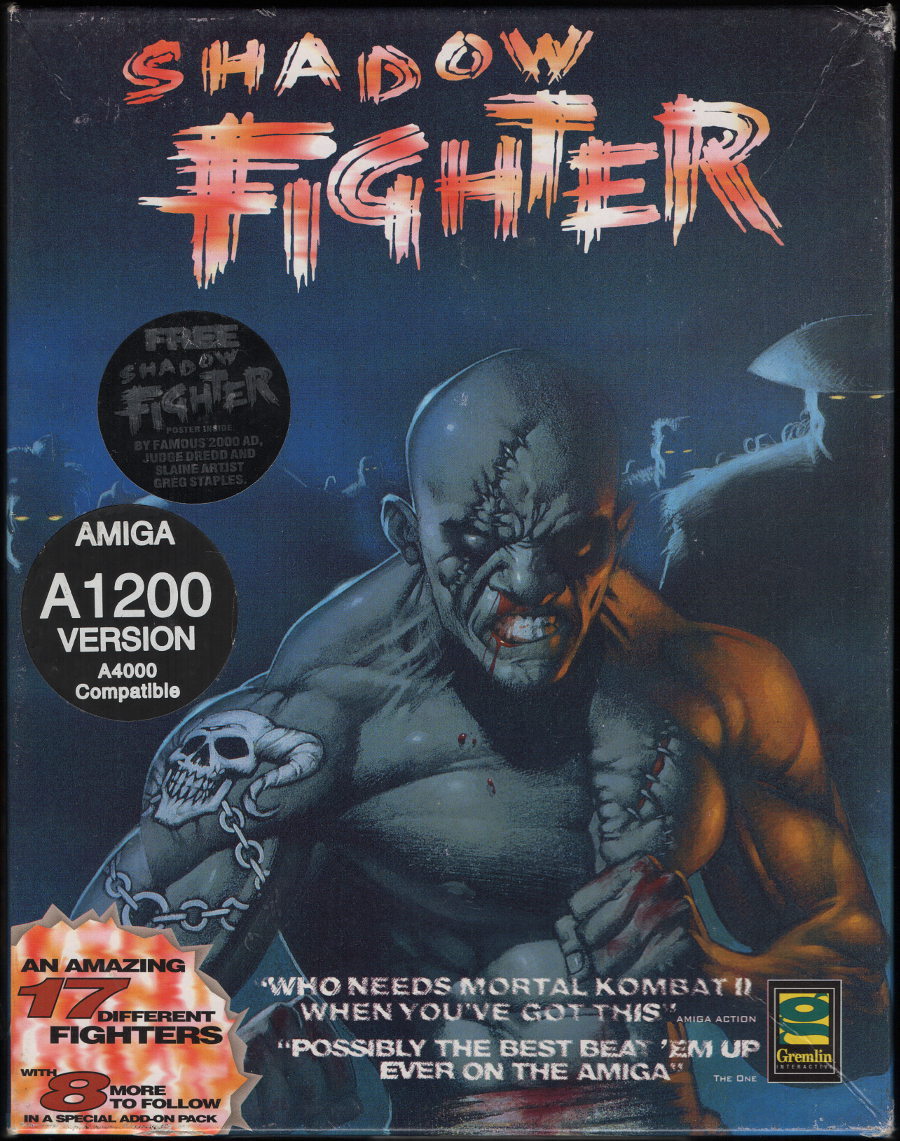 SHADOW
FIGHTER
FREE
SHADOW
FIGHTER
POSTER INSIDE.
BY FAMOUS 2000 AD,
JUDGE DREDD AND
SLAINE ARTIST
GREG STAPLES.
AMIGA
A1200
VERSION
A4000
Compatible
AN AMAZING
17 DIFFERENT
FIGHTERS
WITH 8 MORE
TO FOLLOW
IN A SPECIAL ADD-ON PACK
"WHO NEEDS MORTAL KOMBAT II
WHEN YOU'VE GOT THIS" AMIGA ACTION
"POSSIBLY THE BEST BEAT 'EM UP
EVER ON THE AMIGA" THE ONE
g
Gremlin
INTERACTIVE